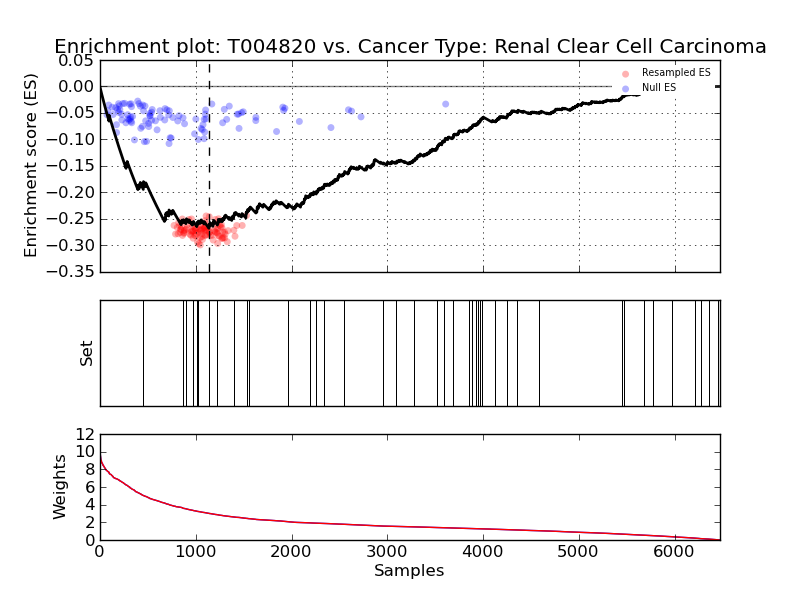 Enrichment plot: T004820 vs. Cancer Type: Renal Clear Cell Carcinoma
Enrichment score (ES)
0.05
0.00
−0.05
−0.10
−0.15
−0.20
−0.25
−0.30
−0.35
Resampled ES
Null ES
Set
Weights
12
10
8
6
4
2
0
0 1000 2000 3000 4000 5000 6000
Samples